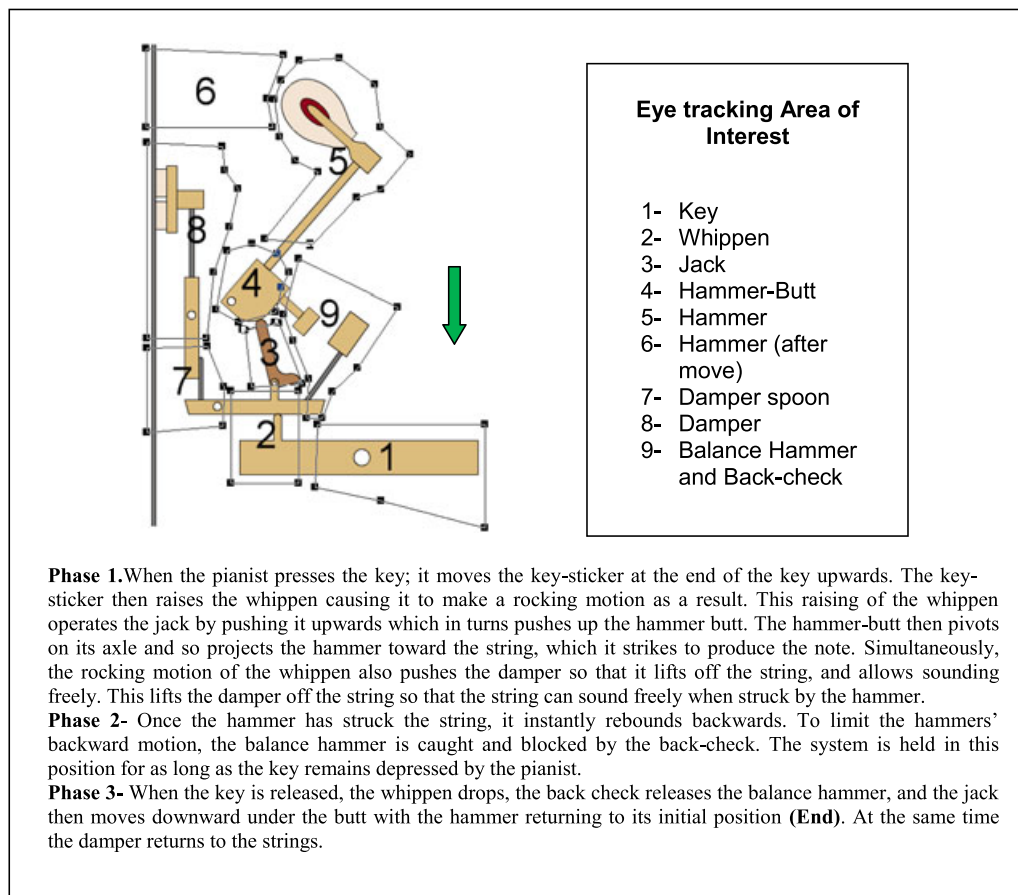 6
5
8
4
9
3
7
2
1
Eye tracking Area of
Interest
1- Key
2- Whippen
3- Jack
4- Hammer-Butt
5- Hammer
6- Hammer (after
move)
7- Damper spoon
8- Damper
9- Balance Hammer
and Back-check
Phase 1.When the pianist presses the key; it moves the key-sticker at the end of the key upwards. The key-
sticker then raises the whippen causing it to make a rocking motion as a result. This raising of the whippen
operates the jack by pushing it upwards which in turns pushes up the hammer butt. The hammer-butt then pivots
on its axle and so projects the hammer toward the string, which it strikes to produce the note. Simultaneously,
the rocking motion of the whippen also pushes the damper so that it lifts off the string, and allows sounding
freely. This lifts the damper off the string so that the string can sound freely when struck by the hammer.
Phase 2- Once the hammer has struck the string, it instantly rebounds backwards. To limit the hammers’
backward motion, the balance hammer is caught and blocked by the back-check. The system is held in this
position for as long as the key remains depressed by the pianist.
Phase 3- When the key is released, the whippen drops, the back check releases the balance hammer, and the jack
then moves downward under the butt with the hammer returning to its initial position (End). At the same time
the damper returns to the strings.